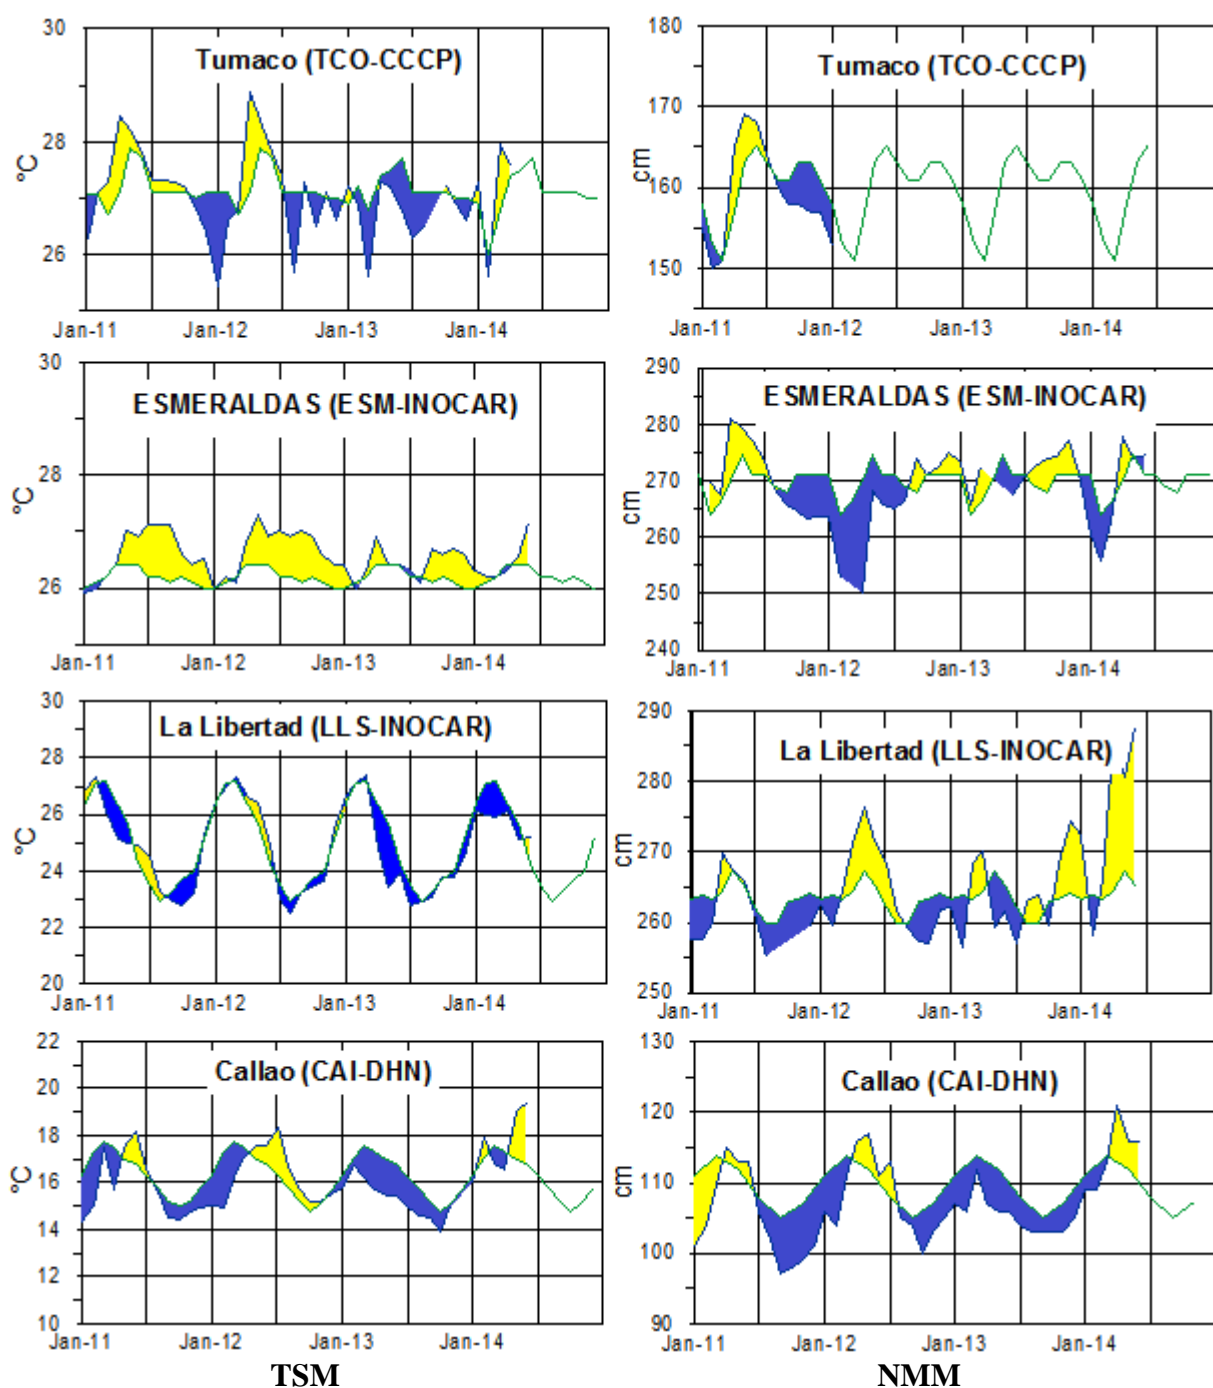 30
Tumaco (TCO-CCCP)
28
°C
26
Jan-11 Jan-12 Jan-13 Jan-14
180
Tumaco (TCO-CCCP)
170
cm
160
150
Jan-11 Jan-12 Jan-13 Jan-14
30
ESMERALDAS (ESM-INOCAR)
28
°C
26
Jan-11 Jan-12 Jan-13 Jan-14
290
ESMERALDAS (ESM-INOCAR)
280
270
cm
260
250
240
Jan-11 Jan-12 Jan-13 Jan-14
30
La Libertad (LLS-INOCAR)
28
26
°C
24
22
20
Jan-11 Jan-12 Jan-13 Jan-14
290
La Libertad (LLS-INOCAR)
280
270
cm
260
250
Jan-11 Jan-12 Jan-13 Jan-14
22
Callao (CAI-DHN)
20
18
°C
16
14
12
10
Jan-11 Jan-12 Jan-13 Jan-14
TSM
130
Callao (CAI-DHN)
120
110
cm
100
90
Jan-11 Jan-12 Jan-13 Jan-14
NMM